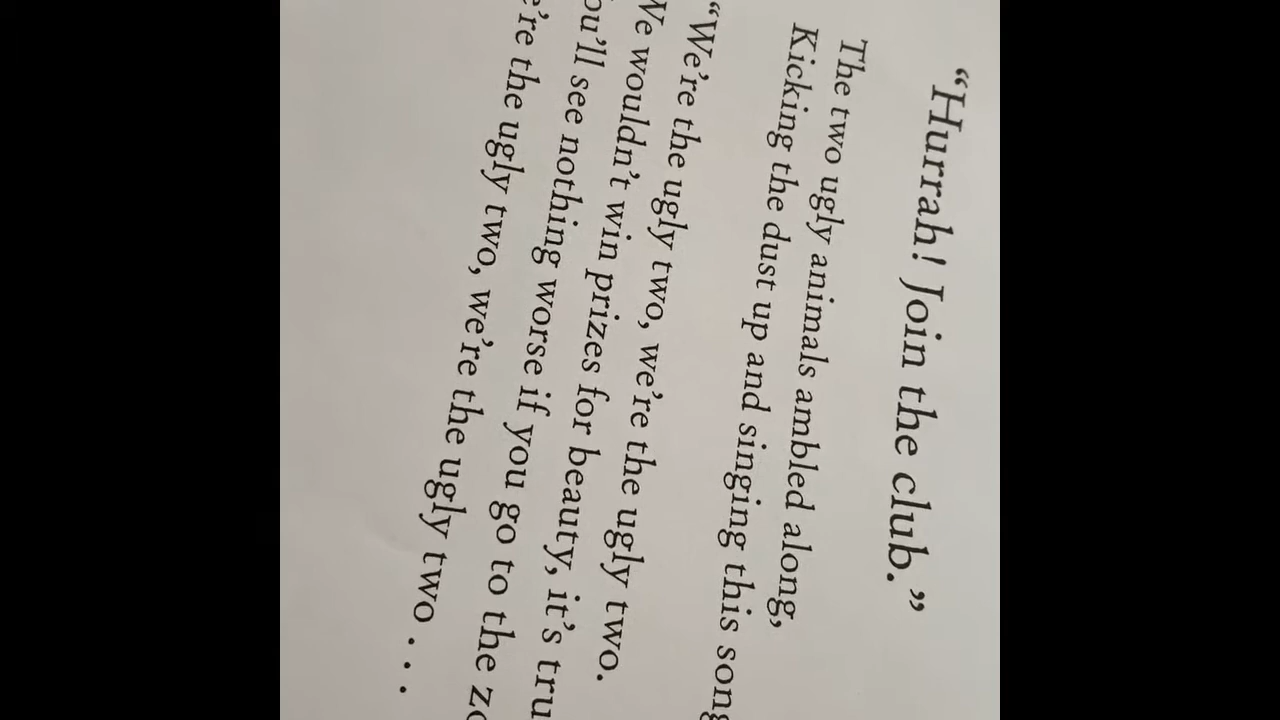 “Hurrah! Join the club.”
The two ugly animals ambled along,
Kicking the dust up and singing this song
“We’re the ugly two, we’re the ugly two.
We wouldn’t win prizes for beauty, it’s tru
ou’ll see nothing worse if you go to the zo
e’re the ugly two, we’re the ugly two . . .